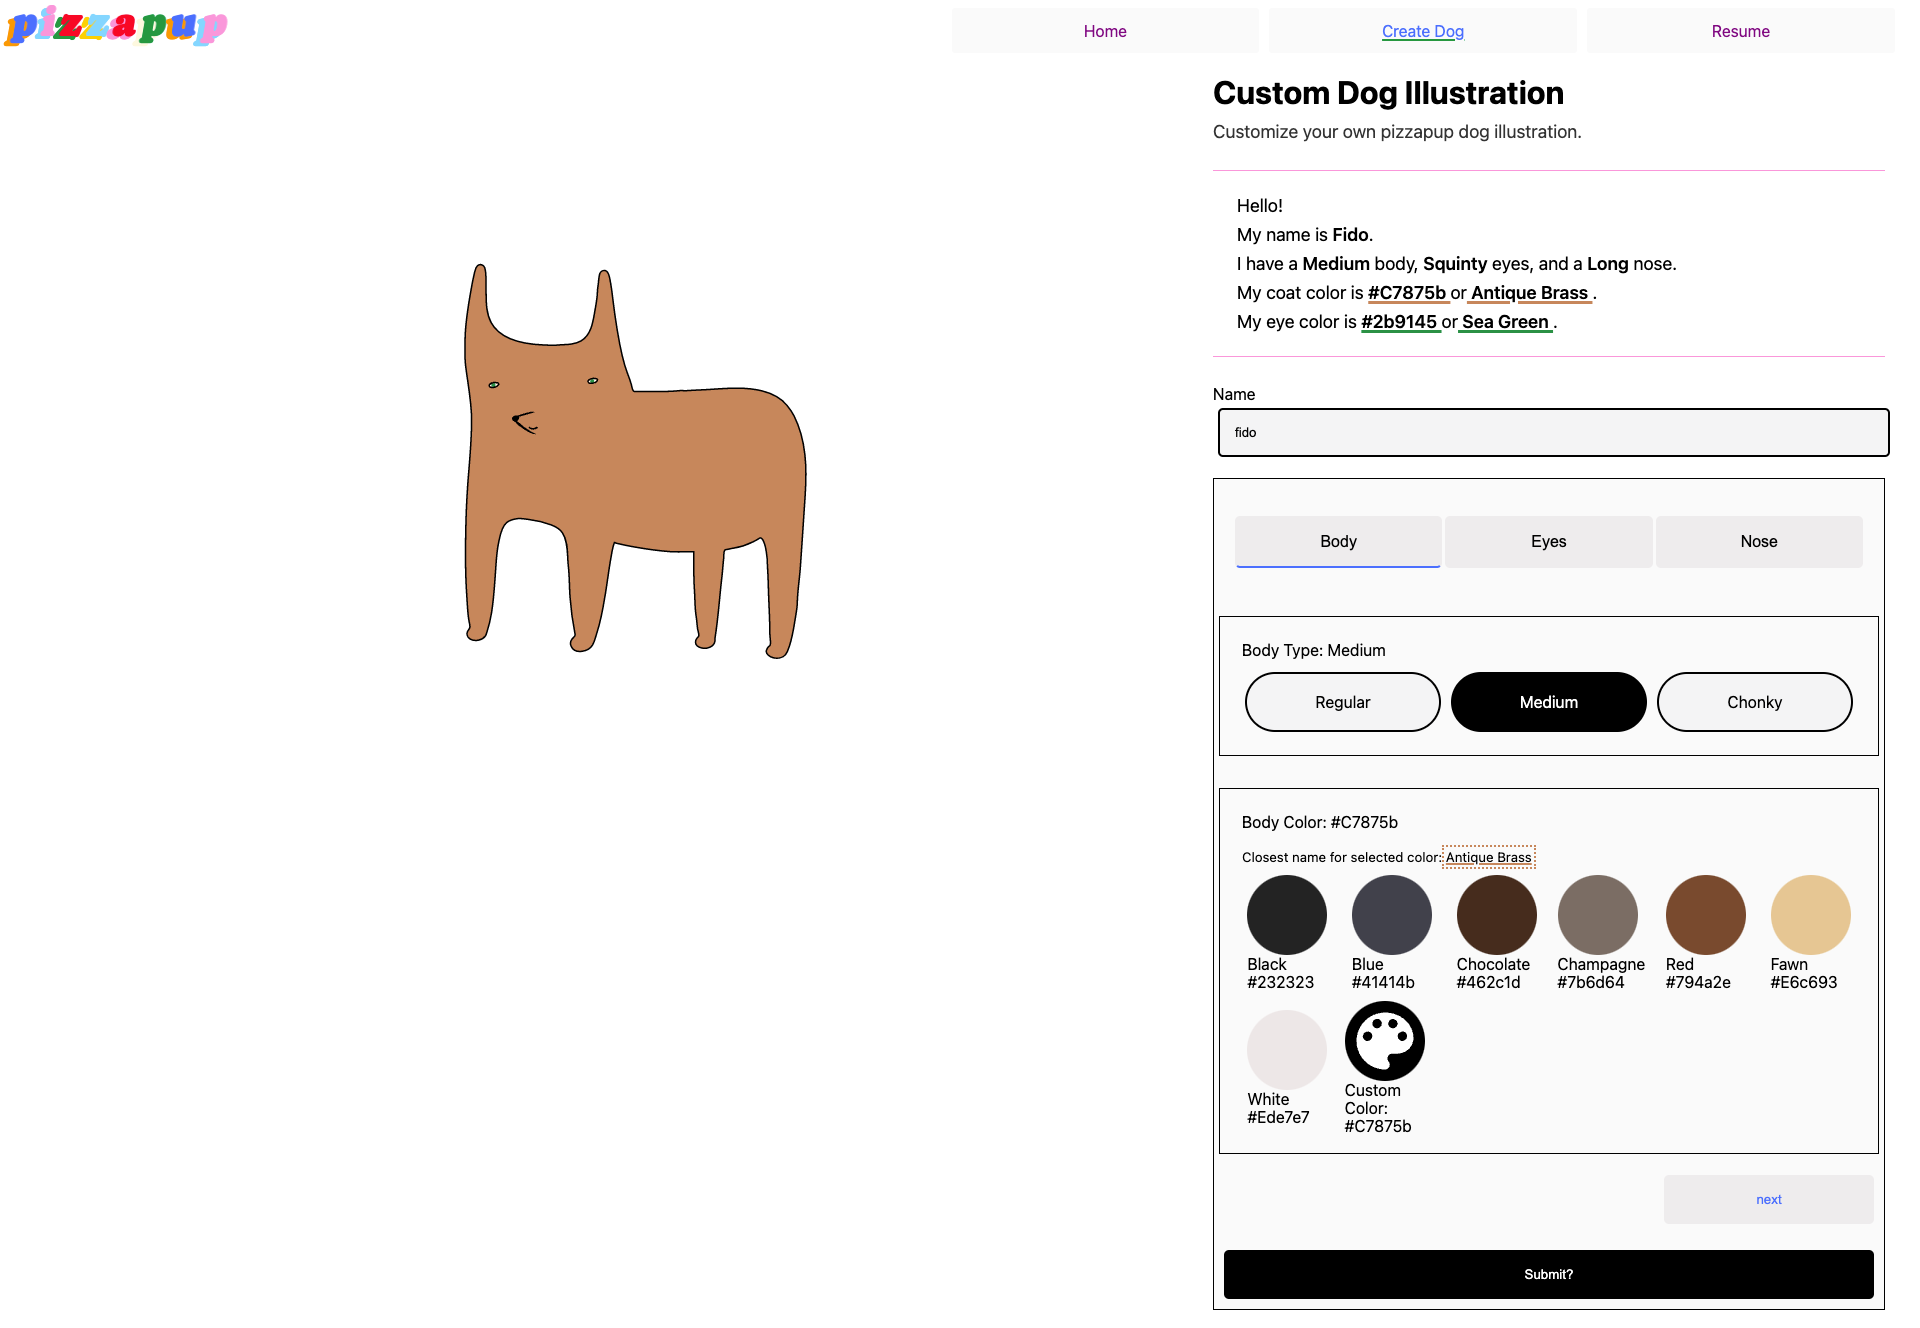 pizzapup
Home
Create Dog
Resume
Custom Dog Illustration
Customize your own pizzapup dog illustration.
Hello!
My name is Fido.
I have a Medium body, Squinty eyes, and a Long nose.
My coat color is #C7875b or Antique Brass .
My eye color is #2b9145 or Sea Green .
Name
fido
Body
Eyes
Nose
Body Type: Medium
Regular
Medium
Chonky
Body Color: #C7875b
Closest name for selected color: Antique Brass
Black
#232323
Blue
#41414b
Chocolate
#462c1d
Champagne
#7b6d64
Red
#794a2e
Fawn
#E6c693
White
#Ede7e7
Custom
Color:
#C7875b
next
Submit?